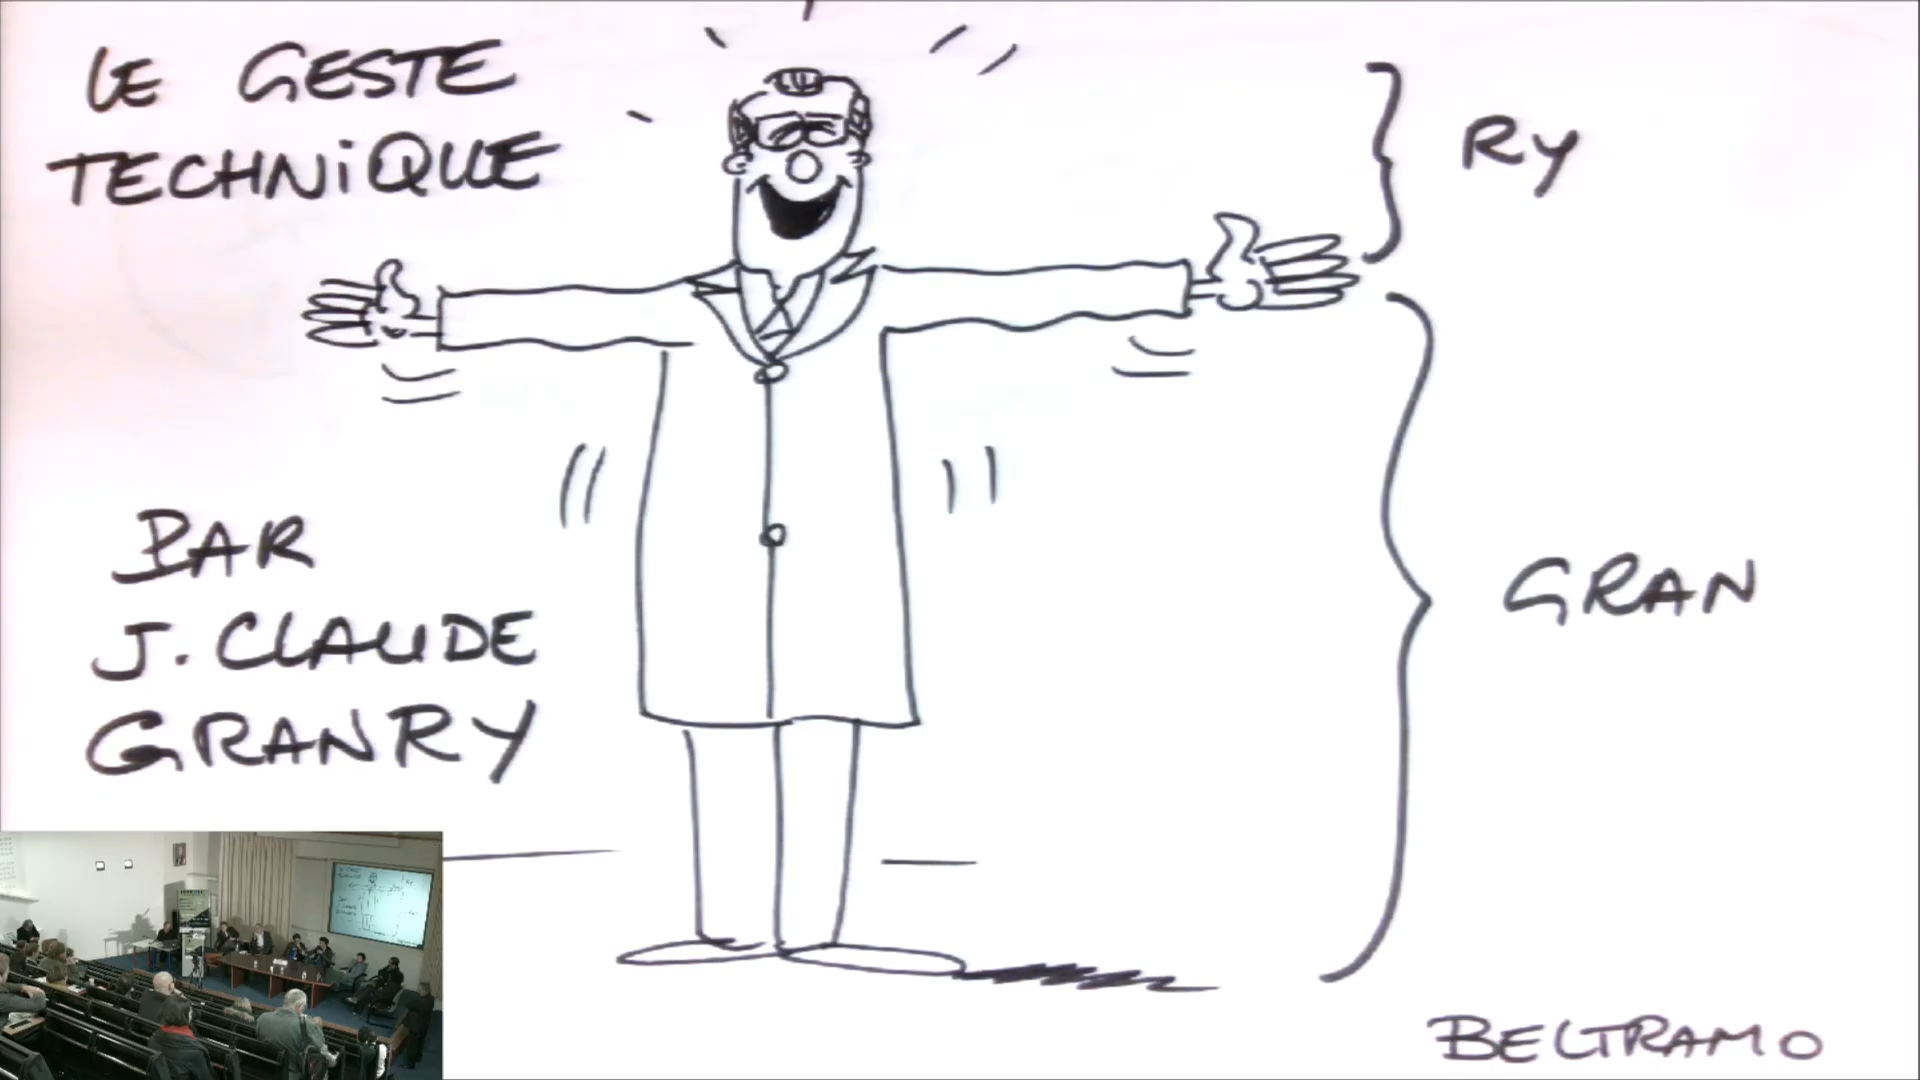 LE GESTE
TECHNiQUE
PAR
J. CLAUDE
GRANRY
RY
GRAN
BELTRAMO